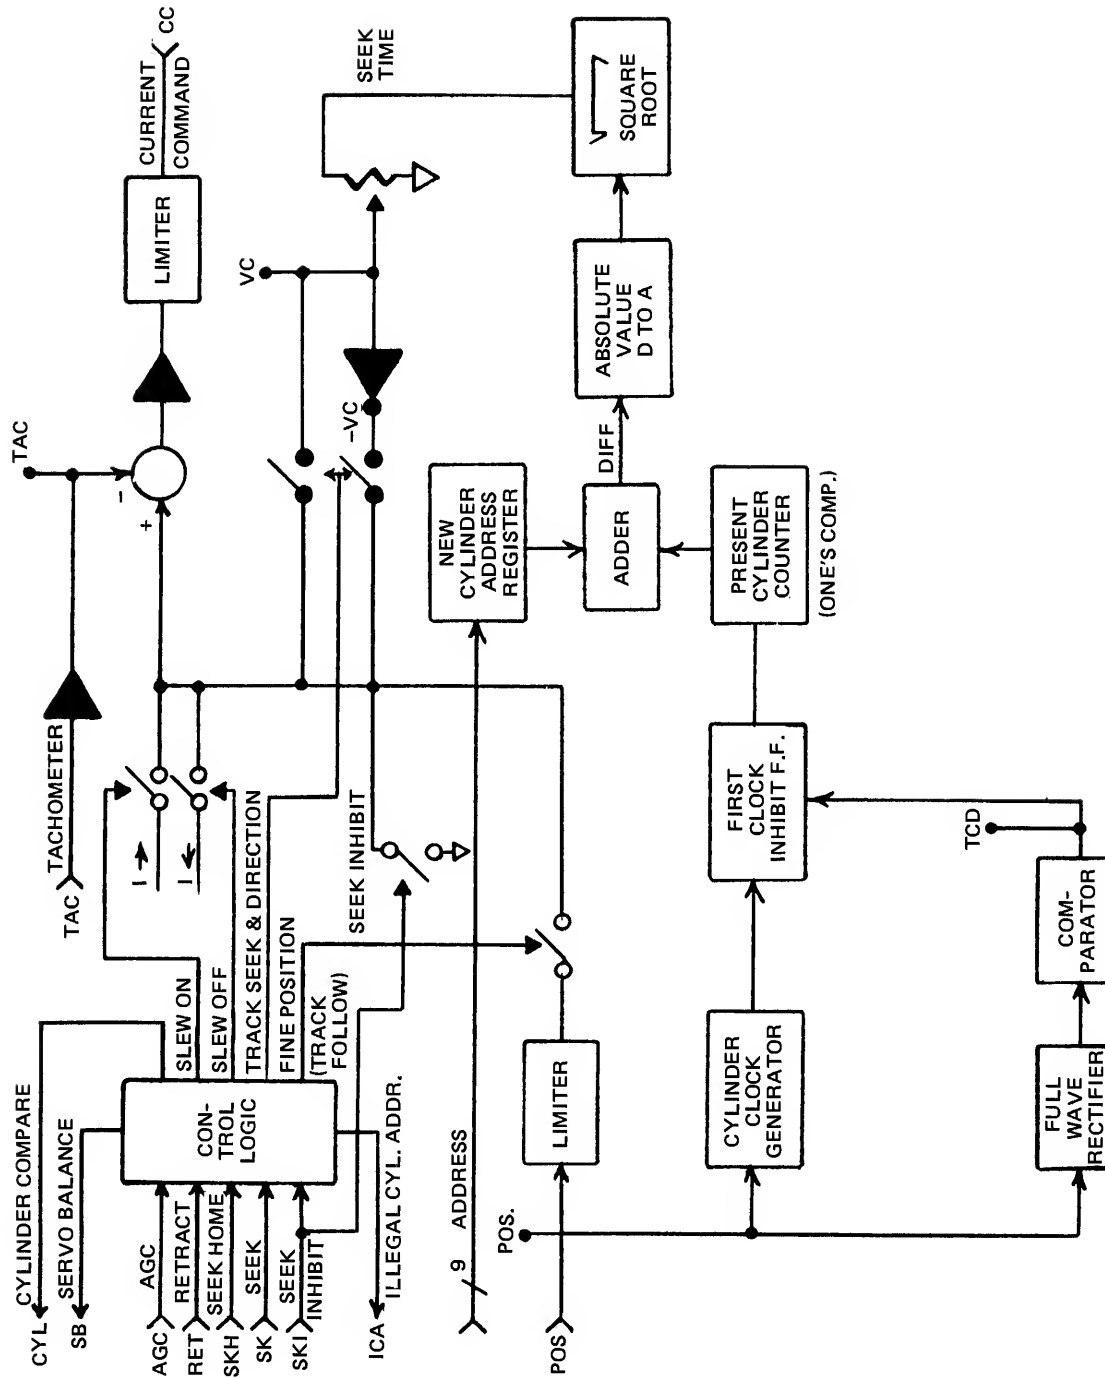 CYL
CYLINDER COMPARE
SB
SERVO BALANCE
AGC
AGC
RET
RETRACT
SKH
SEEK HOME
SK
SEEK
SKI
SEEK
INHIBIT
ICA
ILLEGAL CYL. ADDR.
CON-
TROL
LOGIC
SLEW ON
SLEW OFF
TRACK SEEK & DIRECTION
FINE POSITION
(TRACK
FOLLOW)
TAC
TACHOMETER
TAC
I
I
-
+
LIMITER
CURRENT
COMMAND
CC
SEEK INHIBIT
VC
-VC
SEEK
TIME
9 ADDRESS
NEW
CYLINDER
ADDRESS
REGISTER
ADDER
DIFF
ABSOLUTE
VALUE
D TO A
SQUARE
ROOT
POS
POS.
LIMITER
CYLINDER
CLOCK
GENERATOR
FIRST
CLOCK
INHIBIT F.F.
PRESENT
CYLINDER
COUNTER
(ONE'S COMP.)
TCD
FULL
WAVE
RECTIFIER
COM-
PARATOR